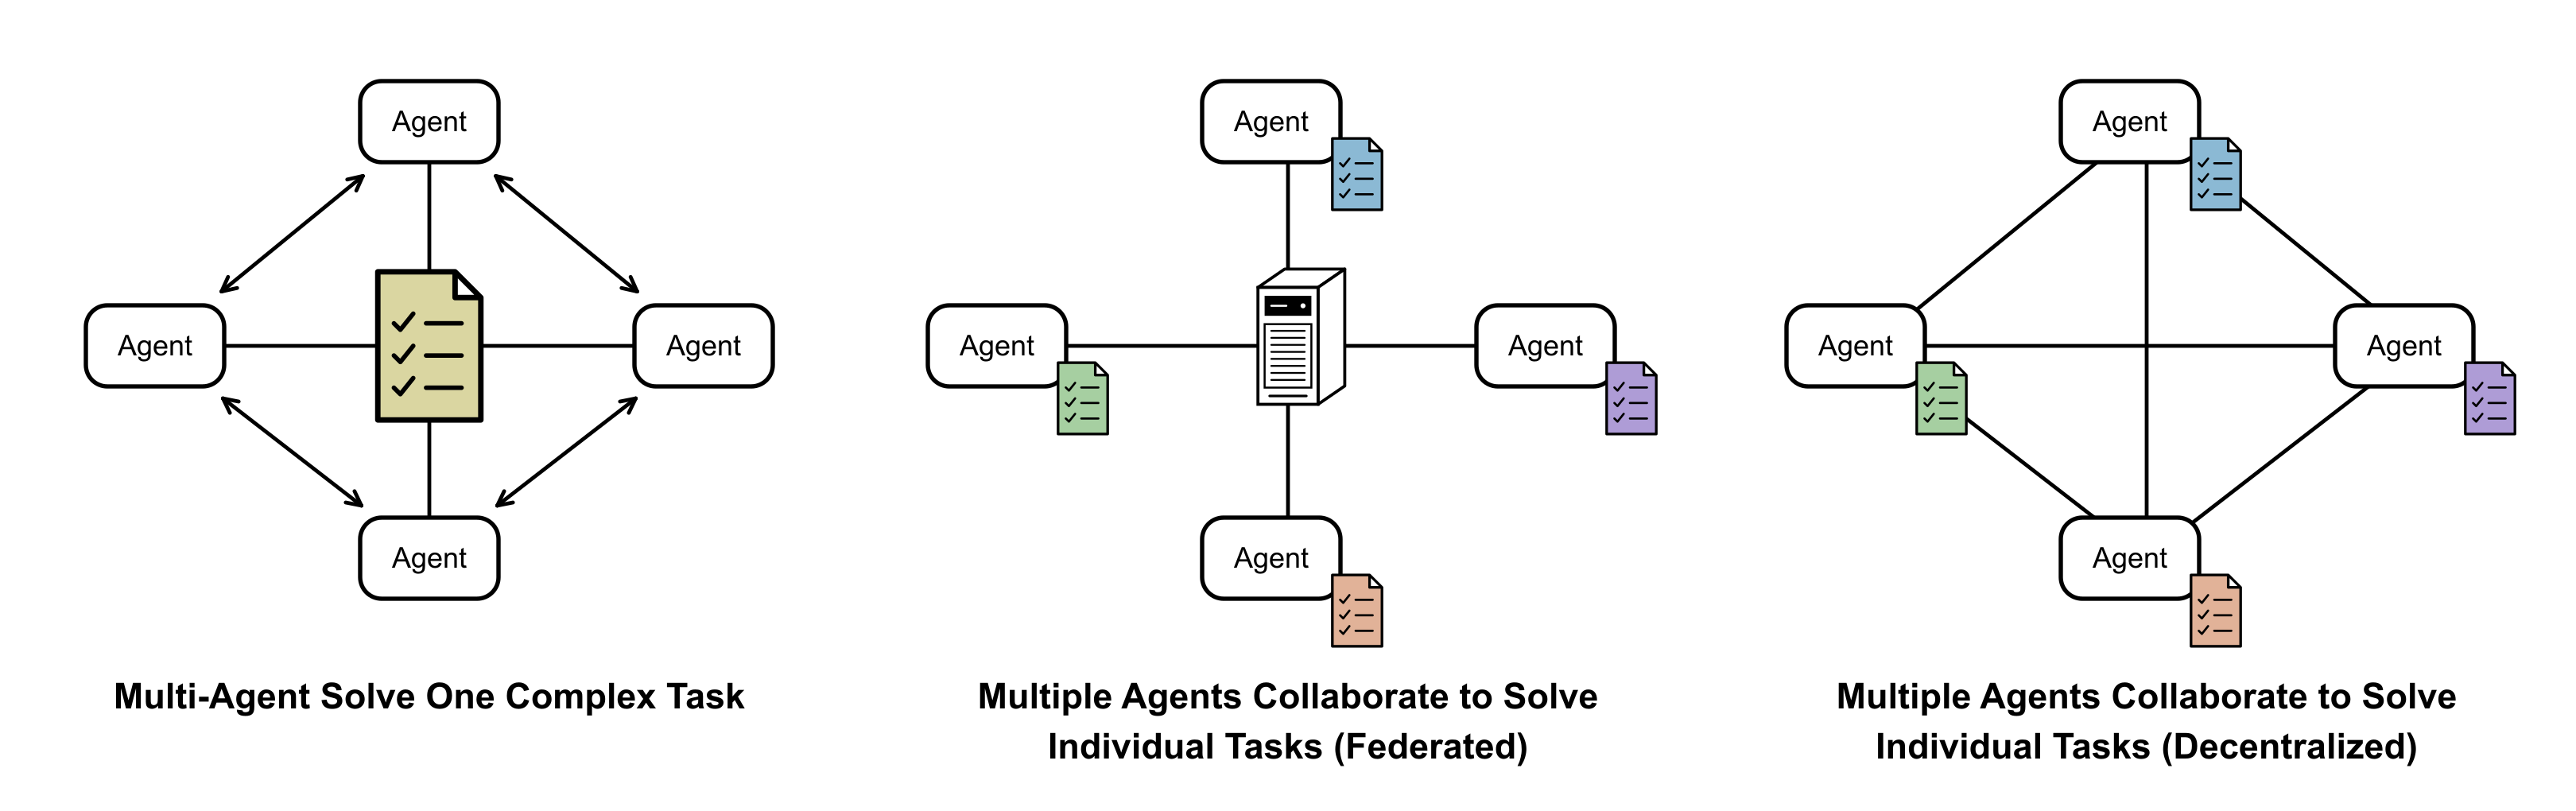 Agent
Agent
Agent
Agent
Multi-Agent Solve One Complex Task
Agent
Agent
Agent
Agent
Multiple Agents Collaborate to Solve
Individual Tasks (Federated)
Agent
Agent
Agent
Agent
Multiple Agents Collaborate to Solve
Individual Tasks (Decentralized)